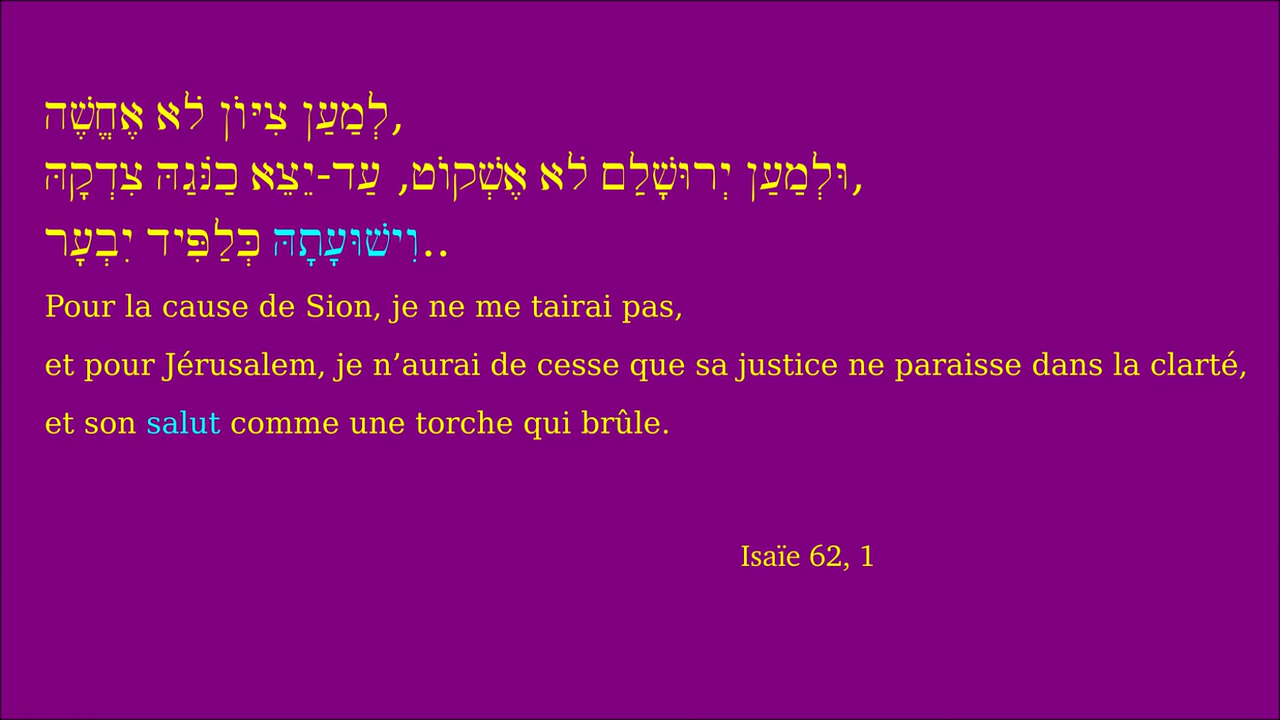 לְמַעַן צִיּוֹן לֹא אֶחֱשֶׁה,
וּלְמַעַן יְרוּשָׁלִַם לֹא אֶשְׁקוֹט, עַד-יֵצֵא כַנֹּגַהּ צִדְקָהּ,
וִישׁוּעָתָהּ כְּלַפִּיד יִבְעָר..
Pour la cause de Sion, je ne me tairai pas,
et pour Jérusalem, je n’aurai de cesse que sa justice ne paraisse dans la clarté,
et son salut comme une torche qui brûle.
Isaïe 62, 1